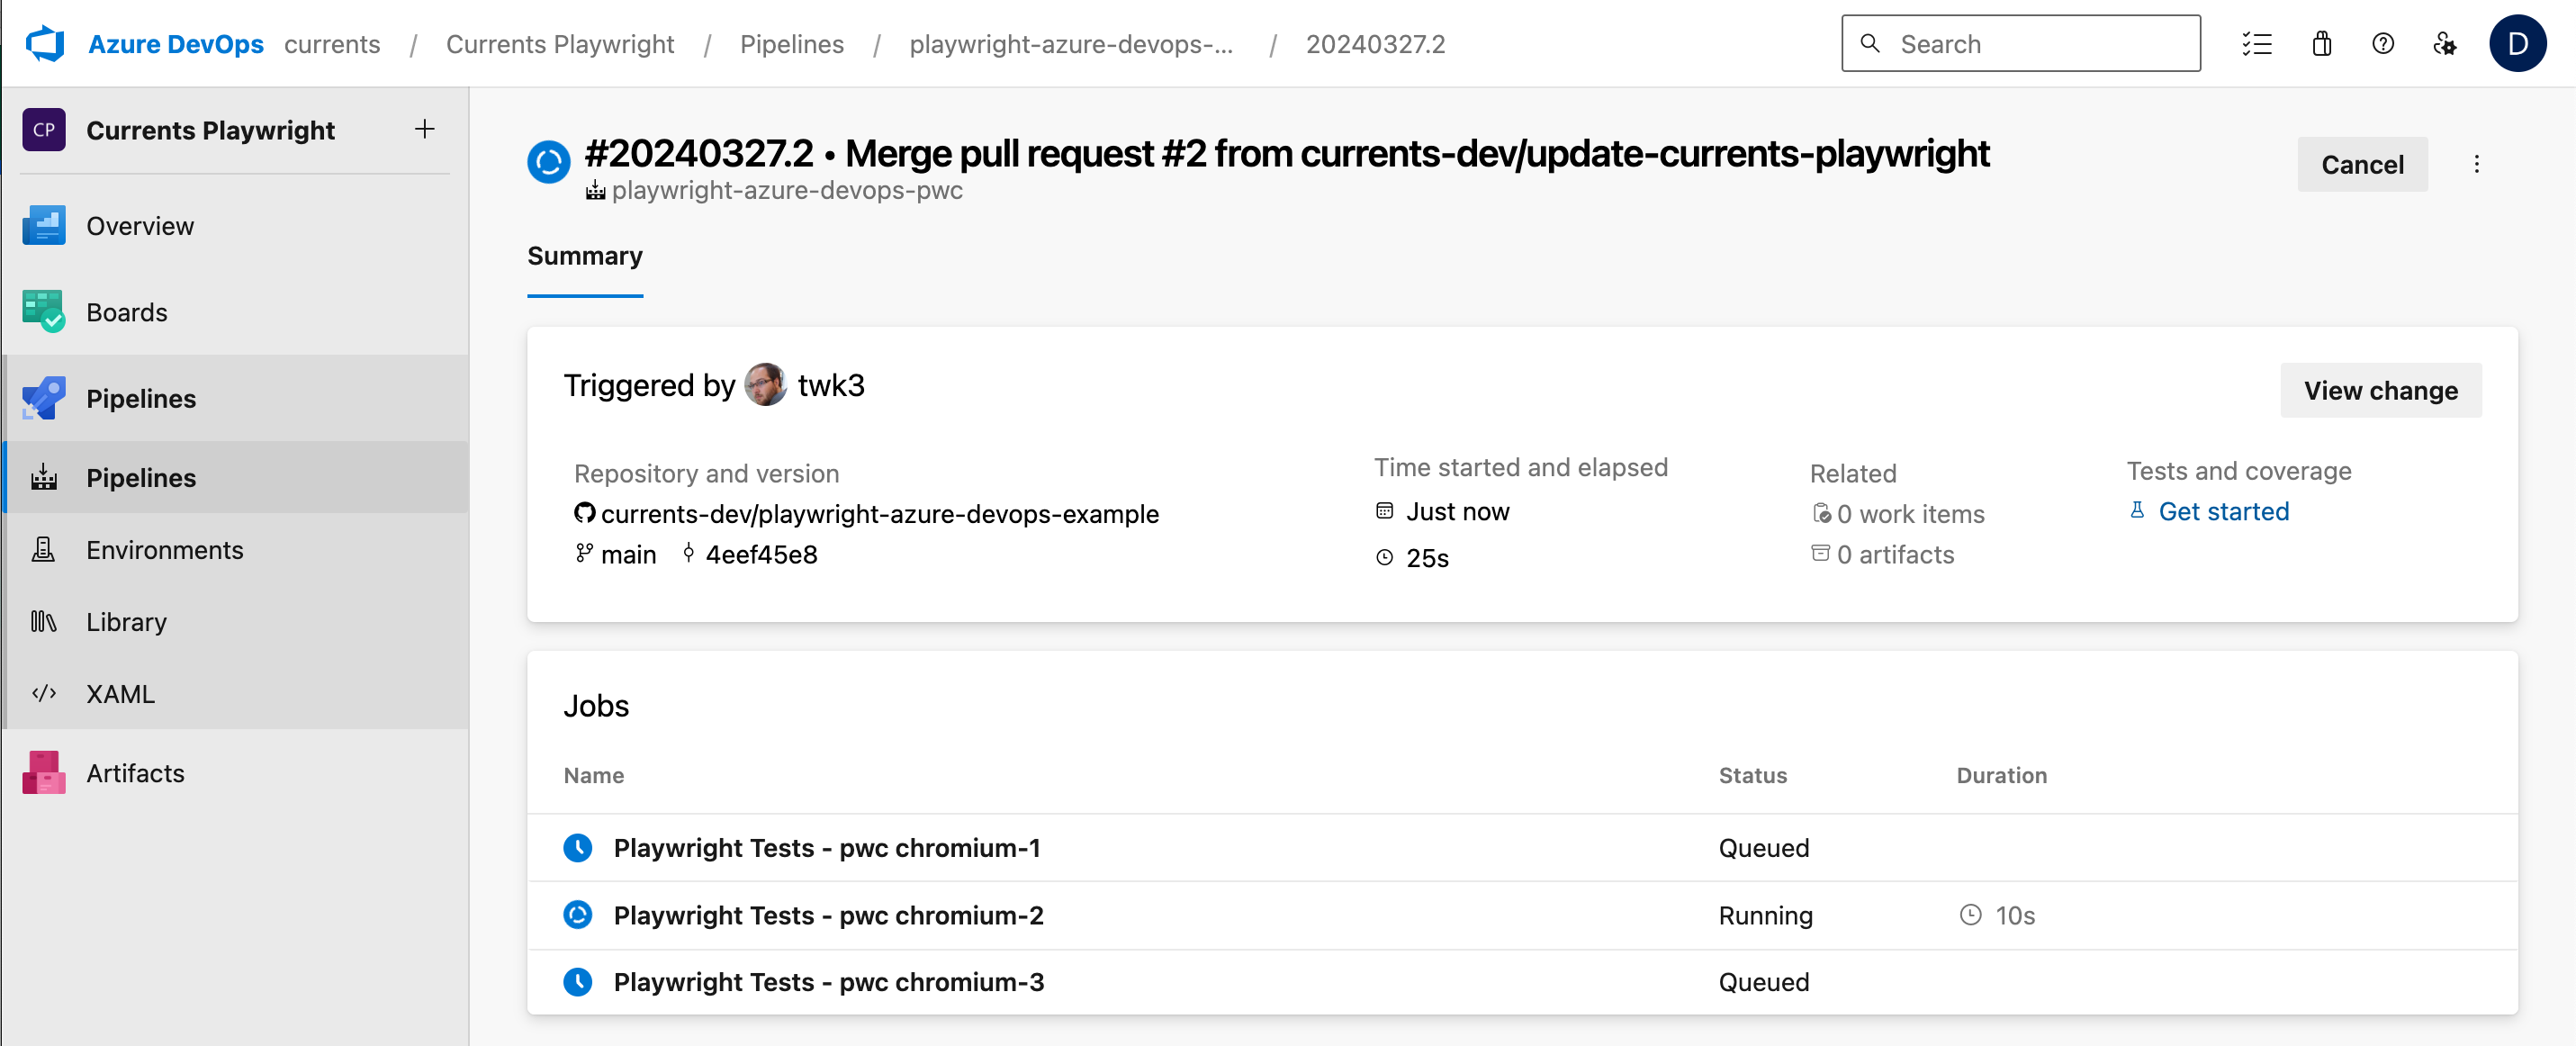 Azure DevOps currents / Currents Playwright / Pipelines / playwright-azure-devops-... / 20240327.2
Search
D
CP Currents Playwright
Overview
Boards
Pipelines
Pipelines
Environments
Library
XAML
Artifacts
#20240327.2 • Merge pull request #2 from currents-dev/update-currents-playwright
playwright-azure-devops-pwc
Cancel
Summary
Triggered by twk3
View change
Repository and version
currents-dev/playwright-azure-devops-example
main 4eef45e8
Time started and elapsed
Just now
25s
Related
0 work items
0 artifacts
Tests and coverage
Get started
Jobs
Name Status Duration
Playwright Tests - pwc chromium-1 Queued
Playwright Tests - pwc chromium-2 Running 10s
Playwright Tests - pwc chromium-3 Queued